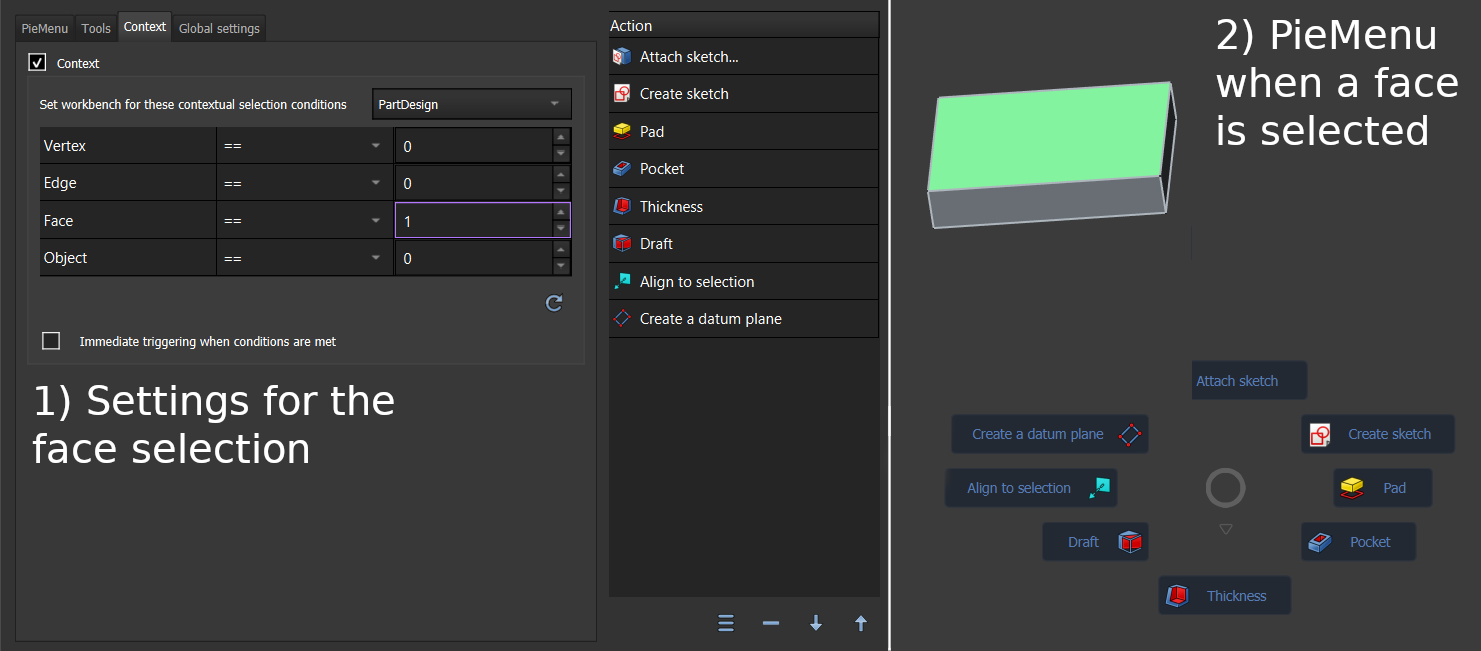 PieMenu Tools Context Global settings
Context
Set workbench for these contextual selection conditions PartDesign
Vertex == 0
Edge == 0
Face == 1
Object == 0
Immediate triggering when conditions are met
1) Settings for the
face selection
Action
Attach sketch...
Create sketch
Pad
Pocket
Thickness
Draft
Align to selection
Create a datum plane
2) PieMenu
when a face
is selected
Attach sketch
Create a datum plane Create sketch
Align to selection Pad
Draft Pocket
Thickness